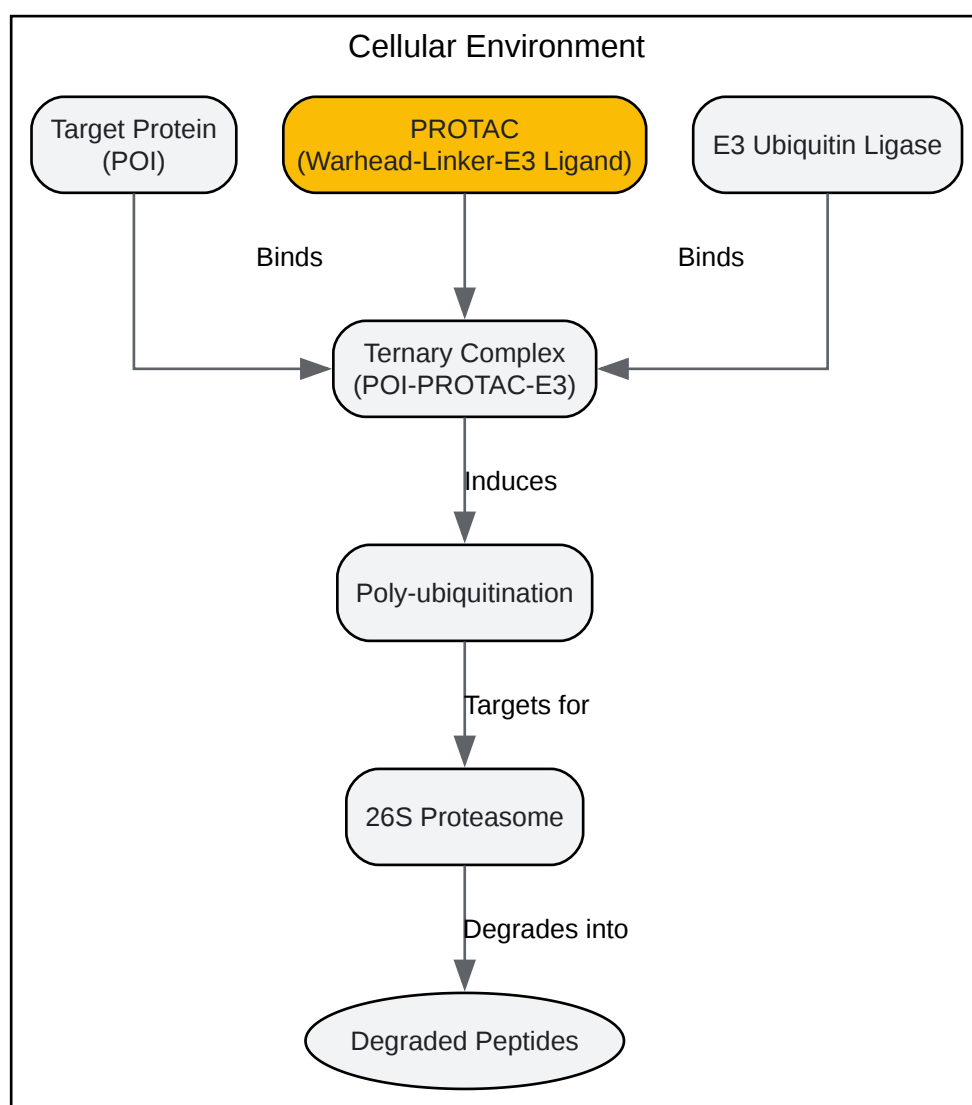 Cellular Environment
Target Protein
(POI)
PROTAC
(Warhead-Linker-E3 Ligand)
E3 Ubiquitin Ligase
Binds
Binds
Ternary Complex
(POI-PROTAC-E3)
Induces
Poly-ubiquitination
Targets for
26S Proteasome
Degrades into
Degraded Peptides